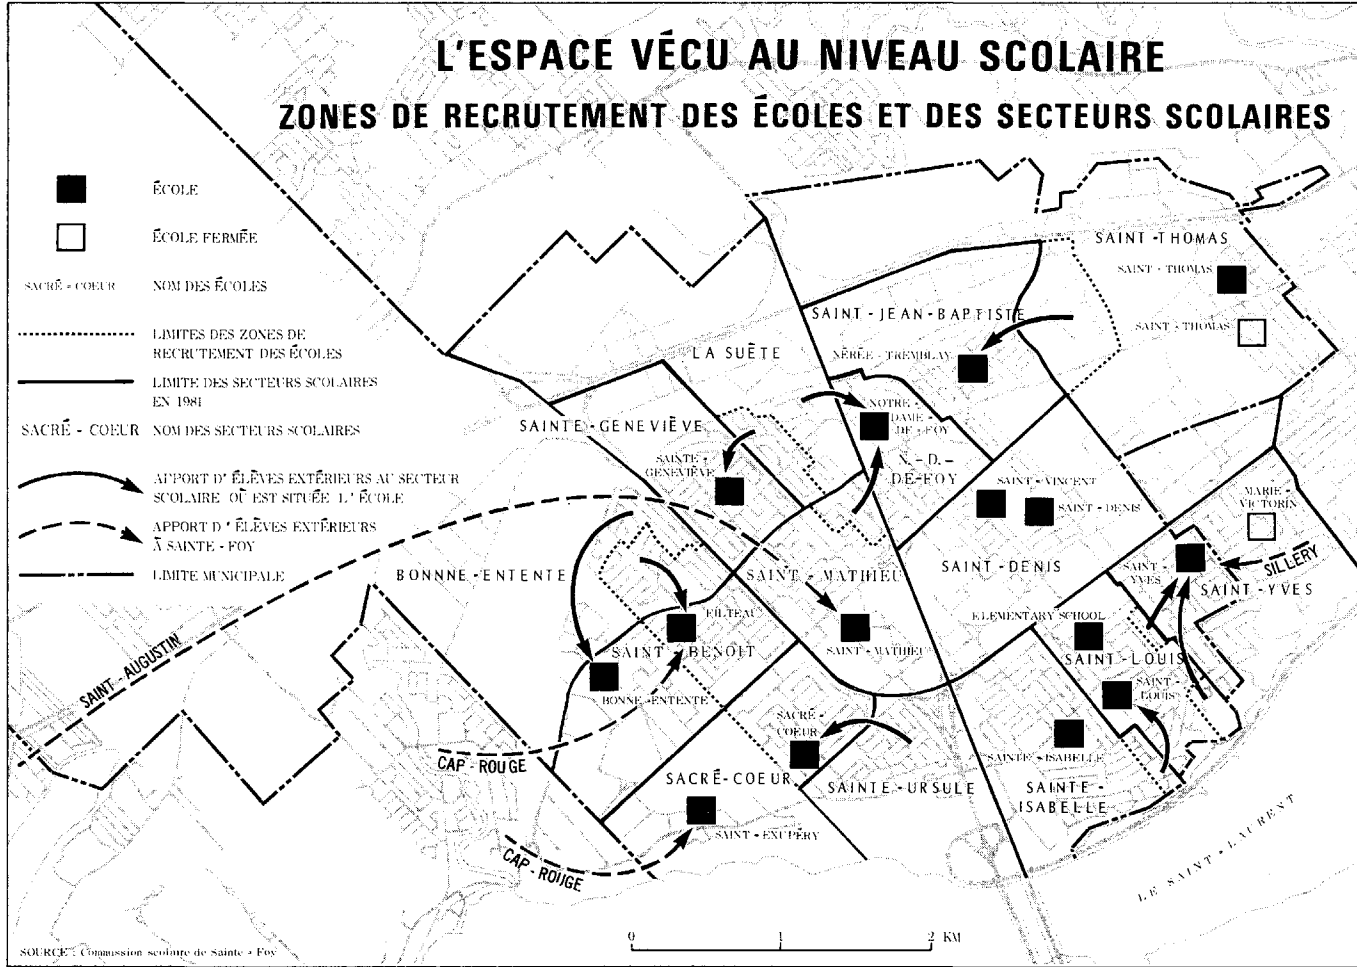 L'ESPACE VÉCU AU NIVEAU SCOLAIRE
ZONES DE RECRUTEMENT DES ÉCOLES ET DES SECTEURS SCOLAIRES
ÉCOLE
ÉCOLE FERMÉE
SACRÉ - COEUR NOM DES ÉCOLES
LIMITES DES ZONES DE
RECRUTEMENT DES ÉCOLES
LIMITE DES SECTEURS SCOLAIRES
EN 1981
SACRÉ - COEUR NOM DES SECTEURS SCOLAIRES
APPORT D'ÉLÈVES EXTÉRIEURS AU SECTEUR
SCOLAIRE OÙ EST SITUÉE L'ÉCOLE
APPORT D'ÉLÈVES EXTÉRIEURS
À SAINTE - FOY
LIMITE MUNICIPALE
SAINT - THOMAS
SAINT - THOMAS
SAINT - THOMAS
SAINT - JEAN - BAPTISTE
NÉRÉE - TREMBLAY
LA SUÈTE
NOTRE -
DAME -
DE - FOY
N. - D. -
DE-FOY
SAINTE - GENEVIÈVE
SAINTE -
GENEVIÈVE
SAINT - VINCENT
SAINT - DENIS
SAINT - DENIS
MARIE -
VICTORIN
SILLERY
SAINT -
YVES
SAINT - YVES
BONNNE - ENTENTE
SAINT - MATHIEU
SAINT - MATHIEU
FILTEAU
SAINT - BENOIT
BONNE - ENTENTE
ELEMENTARY SCHOOL
SAINT - LOUIS
SAINT -
LOUIS
SAINT - AUGUSTIN
CAP - ROUGE
SACRÉ -
COEUR
SACRÉ - COEUR
SAINTE - URSULE
SAINTE - ISABELLE
SAINTE -
ISABELLE
SAINT - EXUPÉRY
CAP - ROUGE
LE SAINT - LAURENT
0 1 2 KM
SOURCE : Commission scolaire de Sainte - Foy